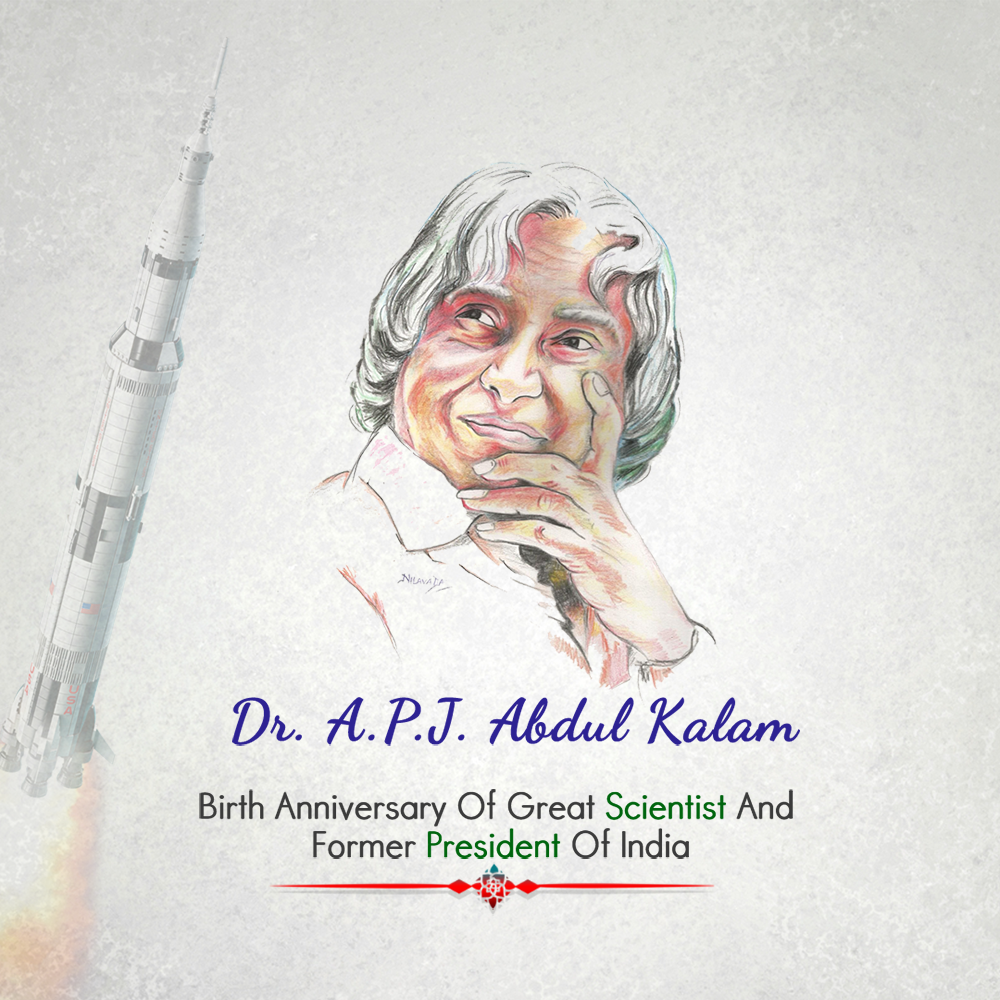 Dr. A.P.J. Abdul Kalam
Birth Anniversary Of Great Scientist And
Former President Of India